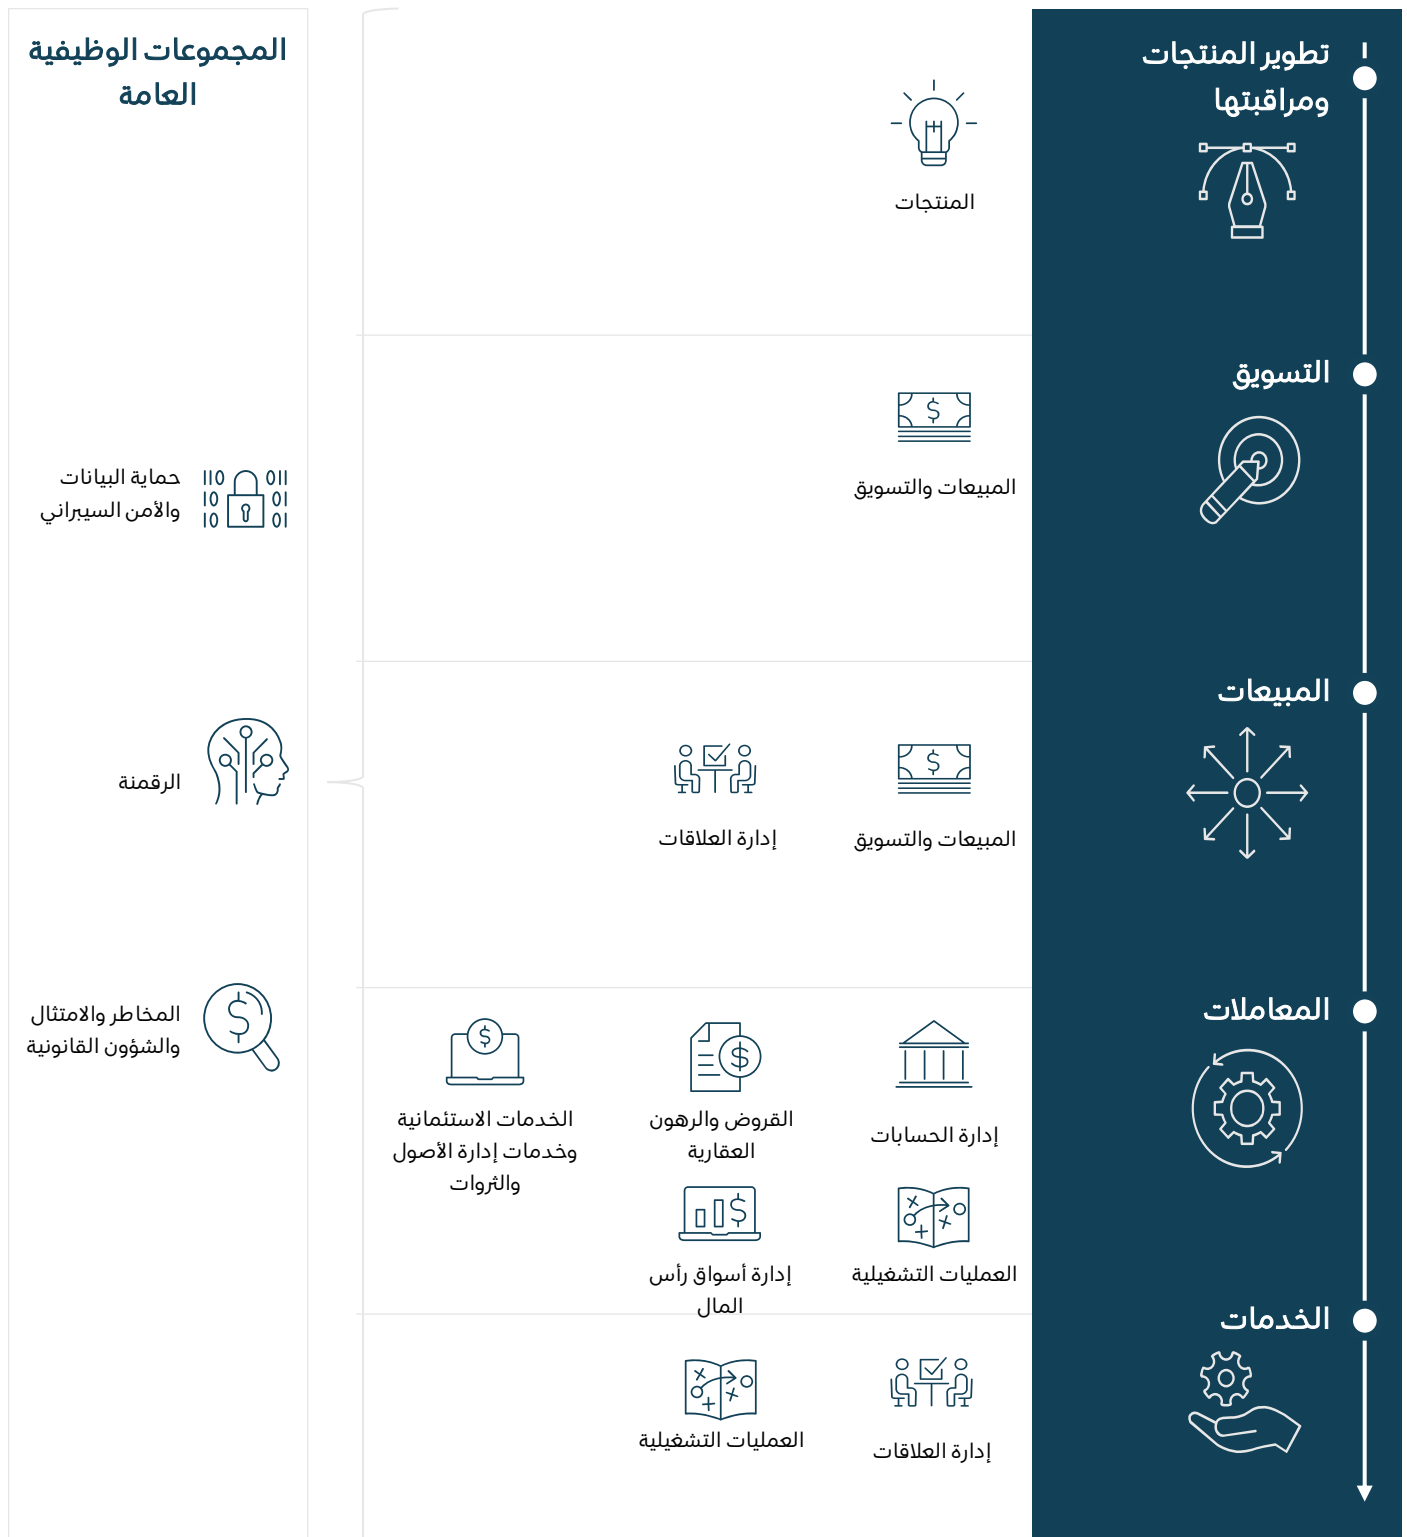 تطوير المنتجات
ومراقبتها
المنتجات
التسويق
المبيعات والتسويق
المبيعات
المبيعات والتسويق
إدارة العلاقات
المعاملات
إدارة الحسابات
القروض والرهون
العقارية
الخدمات الاستئمانية
وخدمات إدارة الأصول
والثروات
العمليات التشغيلية
إدارة أسواق رأس
المال
الخدمات
إدارة العلاقات
العمليات التشغيلية
المجموعات الوظيفية
العامة
حماية البيانات
والأمن السيبراني
الرقمنة
المخاطر والامتثال
والشؤون القانونية